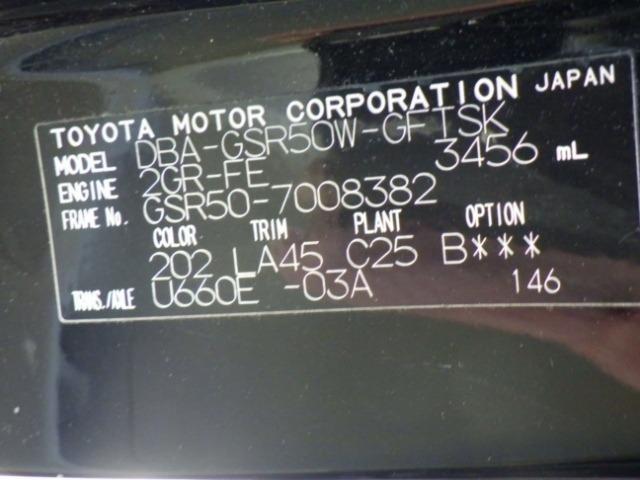 TOYOTA MOTOR CORPORATION JAPAN
MODEL DBA-GSR50W-GFTSK
ENGINE 2GR-FE 3456 mL
FRAME No. GSR50-7008382
COLOR TRIM PLANT OPTION
202 LA45 C25 B***
TRANS./AXLE U660E -03A 146